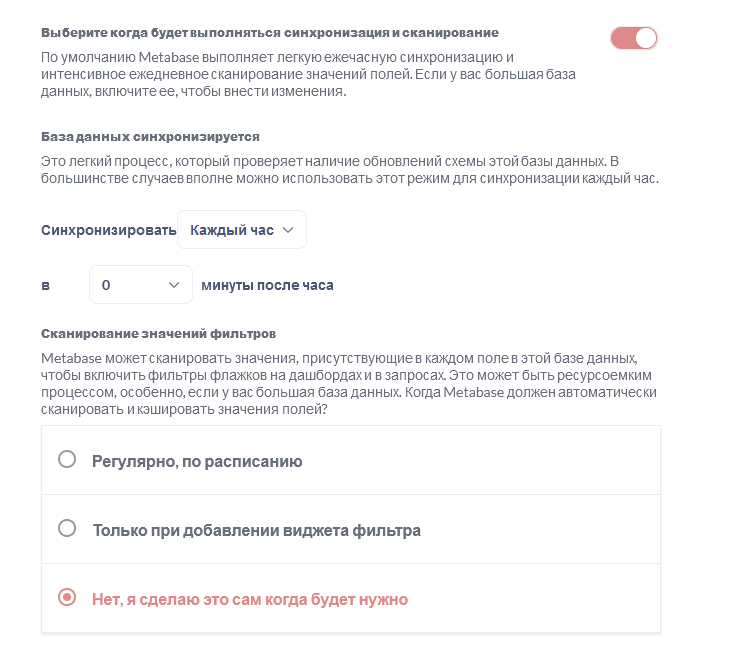 Выберите когда будет выполняться синхронизация и сканирование
По умолчанию Metabase выполняет легкую ежечасную синхронизацию и
интенсивное ежедневное сканирование значений полей. Если у вас большая база
данных, включите ее, чтобы внести изменения.
База данных синхронизируется
Это легкий процесс, который проверяет наличие обновлений схемы этой базы данных. В
большинстве случаев вполне можно использовать этот режим для синхронизации каждый час.
Синхронизировать Каждый час
в 0 минуты после часа
Сканирование значений фильтров
Metabase может сканировать значения, присутствующие в каждом поле в этой базе данных,
чтобы включить фильтры флажков на дашбордах и в запросах. Это может быть ресурсоемким
процессом, особенно, если у вас большая база данных. Когда Metabase должен автоматически
сканировать и кэшировать значения полей?
Регулярно, по расписанию
Только при добавлении виджета фильтра
Нет, я сделаю это сам когда будет нужно